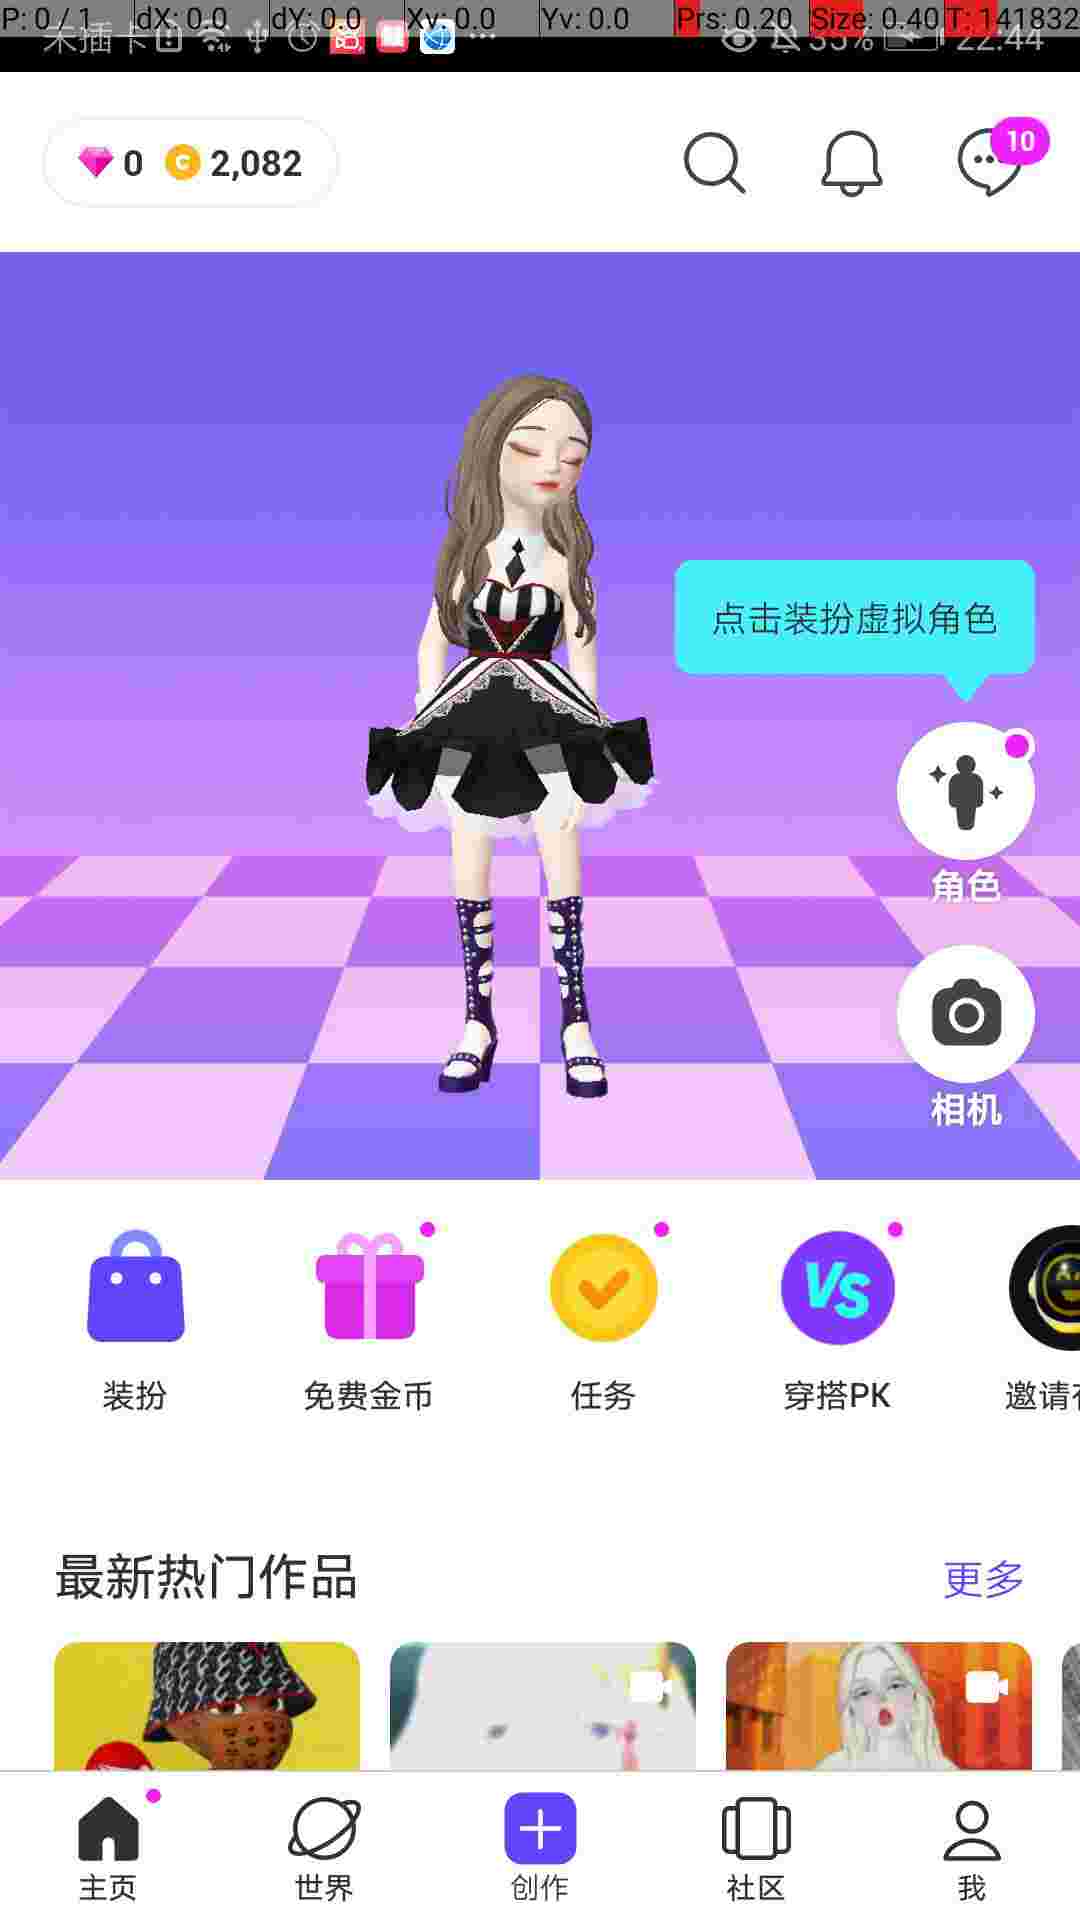 P: 0 / 1 dX: 0.0 dY: 0.0 Xv: 0.0 Yv: 0.0 Prs: 0.20 Size: 0.40 T: 141832
未插卡 33% 22:44
0 2,082
10
点击装扮虚拟角色
角色
相机
VS
装扮 免费金币 任务 穿搭PK 邀请
最新热门作品 更多
主页 世界 创作 社区 我